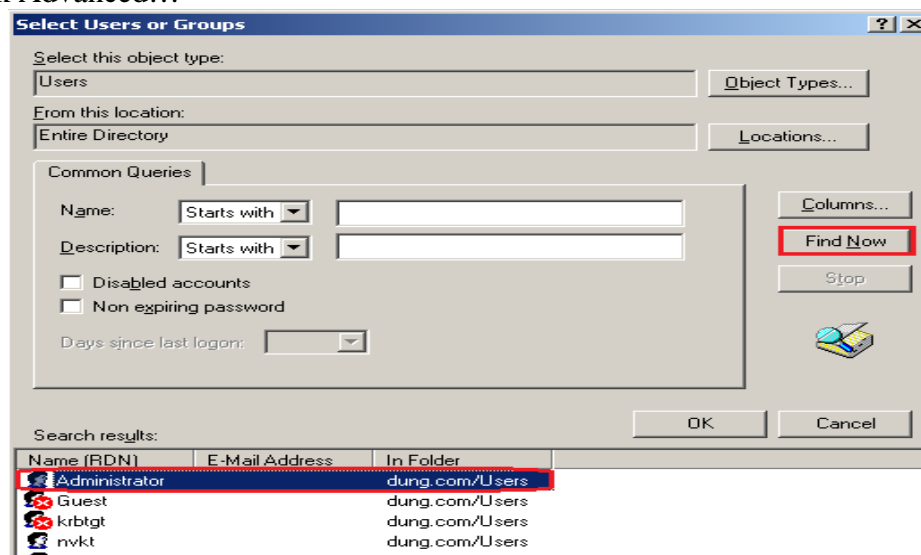 Advanced…
Select Users or Groups
Select this object type:
Users
Object Types...
From this location:
Entire Directory
Locations...
Common Queries
Name:
Starts with
Columns...
Description:
Starts with
Find Now
Disabled accounts
Stop
Non expiring password
Days since last logon:
OK
Cancel
Search results:
Name (RDN) E-Mail Address In Folder
Administrator dung.com/Users
Guest dung.com/Users
krbtgt dung.com/Users
nvkt dung.com/Users